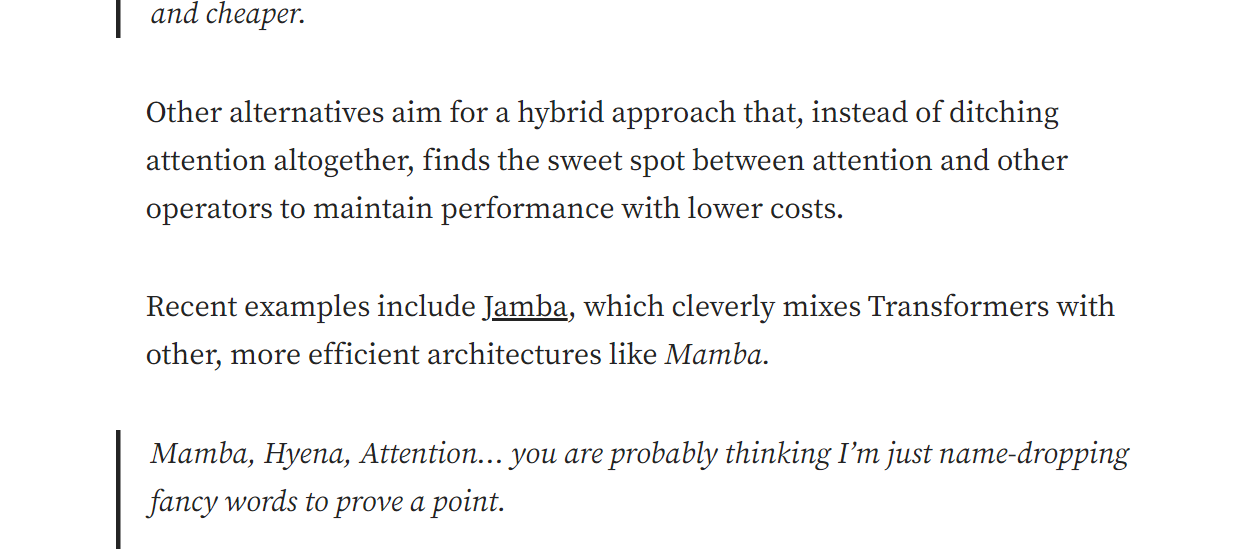 and cheaper.
Other alternatives aim for a hybrid approach that, instead of ditching
attention altogether, finds the sweet spot between attention and other
operators to maintain performance with lower costs.
Recent examples include Jamba, which cleverly mixes Transformers with
other, more efficient architectures like Mamba.
Mamba, Hyena, Attention… you are probably thinking I’m just name-dropping
fancy words to prove a point.